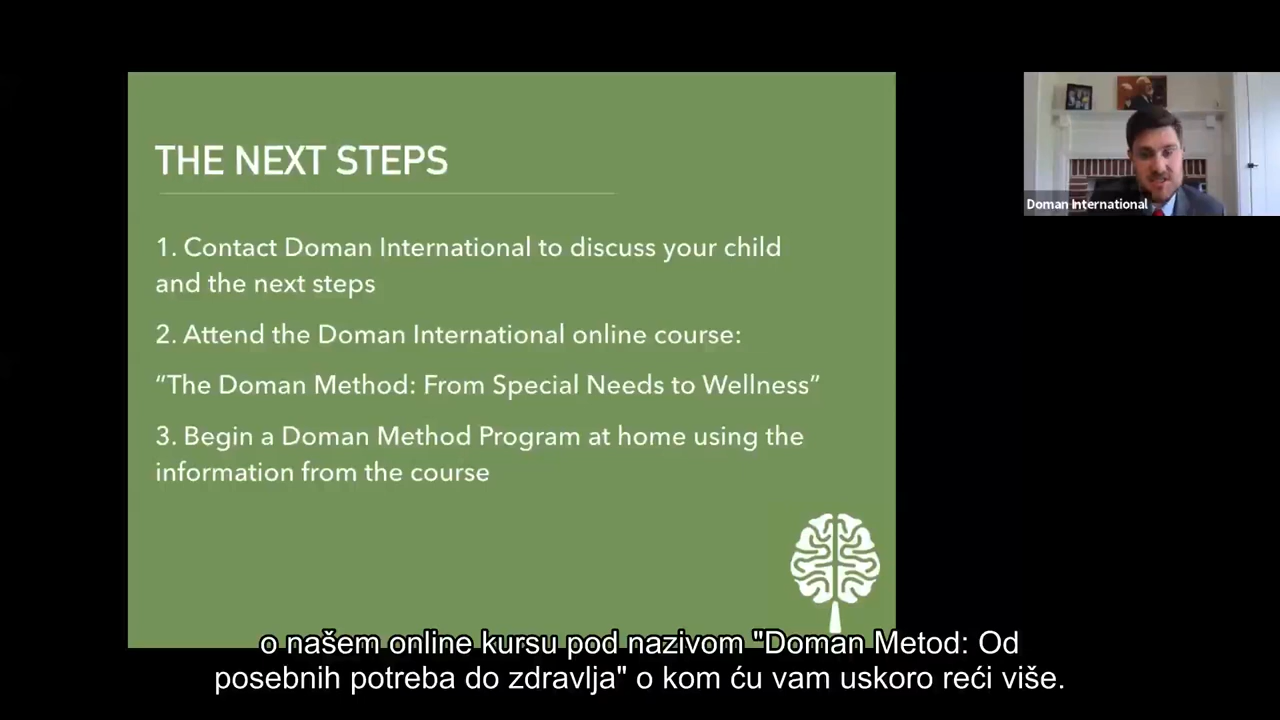 THE NEXT STEPS
1. Contact Doman International to discuss your child
and the next steps
2. Attend the Doman International online course:
“The Doman Method: From Special Needs to Wellness”
3. Begin a Doman Method Program at home using the
information from the course
Doman International
o našem online kursu pod nazivom "Doman Metod: Od
posebnih potreba do zdravlja" o kom ću vam uskoro reći više.